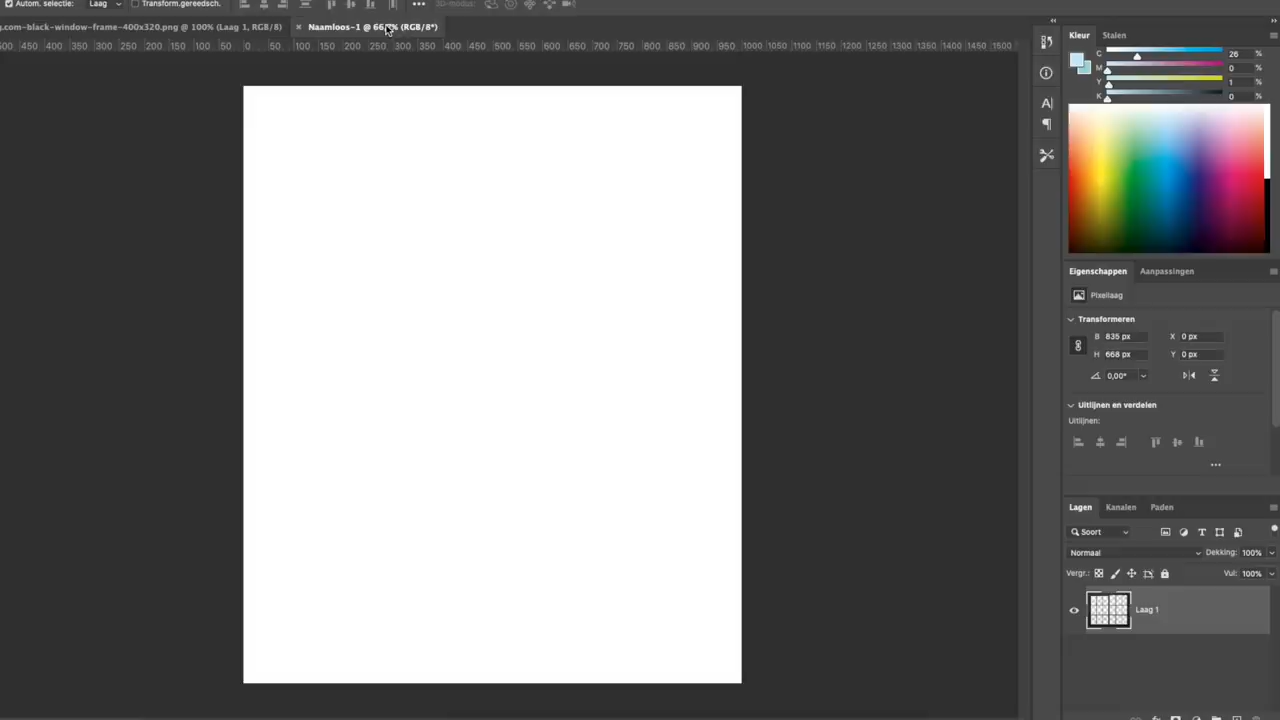 Autom. selectie: Laag Transform.gereedsch. 3D-modus:
g.com-black-window-frame-400x320.png @ 100% (Laag 1, RGB/8) × Naamloos-1 @ 66,7% (RGB/8*)
500 450 400 350 300 250 200 150 100 50 0 50 100 150 200 250 300 350 400 450 500 550 600 650 700 750 800 850 900 950 1000 1050 1100 1150 1200 1250 1300 1350 1400 1450 1500
Kleur Stalen
C 26 %
M 0 %
Y 1 %
K 0 %
Eigenschappen Aanpassingen
Pixellaag
Transformeren
B 835 px X 0 px
H 668 px Y 0 px
0,00°
Uitlijnen en verdelen
Uitlijnen:
Lagen Kanalen Paden
Soort
Normaal Dekking: 100%
Vergr.: Vul: 100%
Laag 1